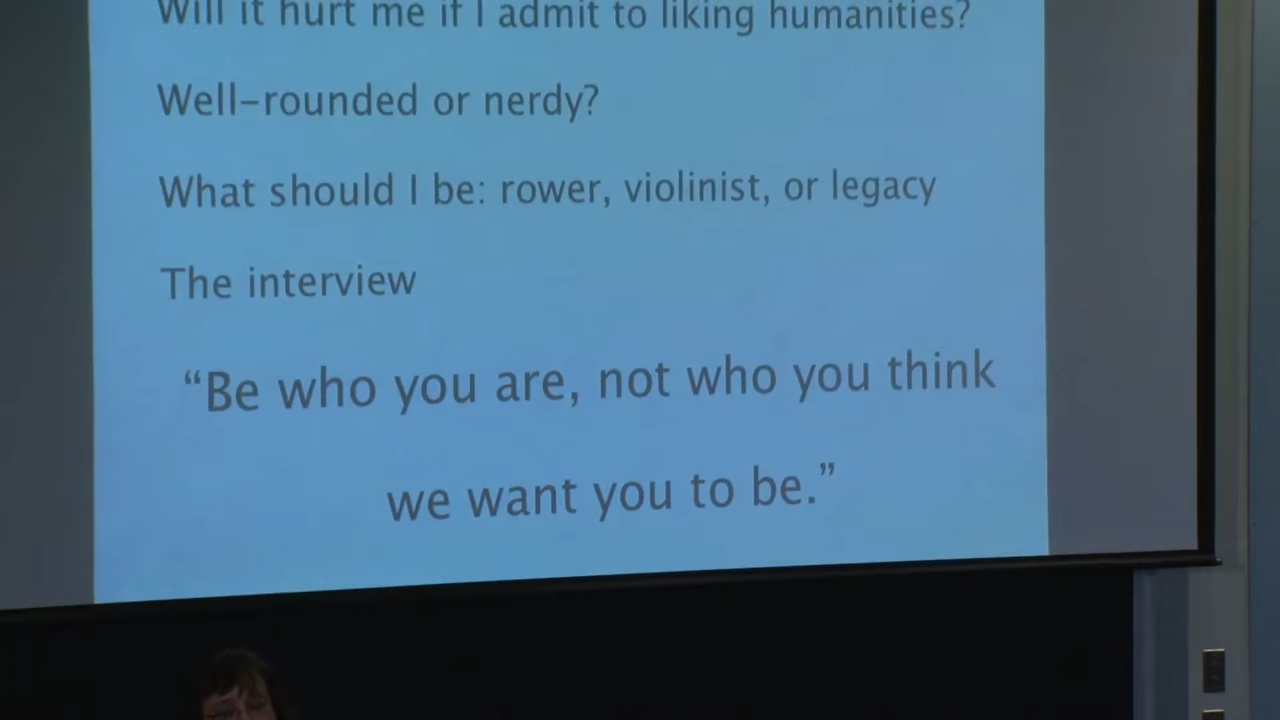 Will it hurt me if I admit to liking humanities?
Well-rounded or nerdy?
What should I be: rower, violinist, or legacy
The interview
“Be who you are, not who you think
we want you to be.”